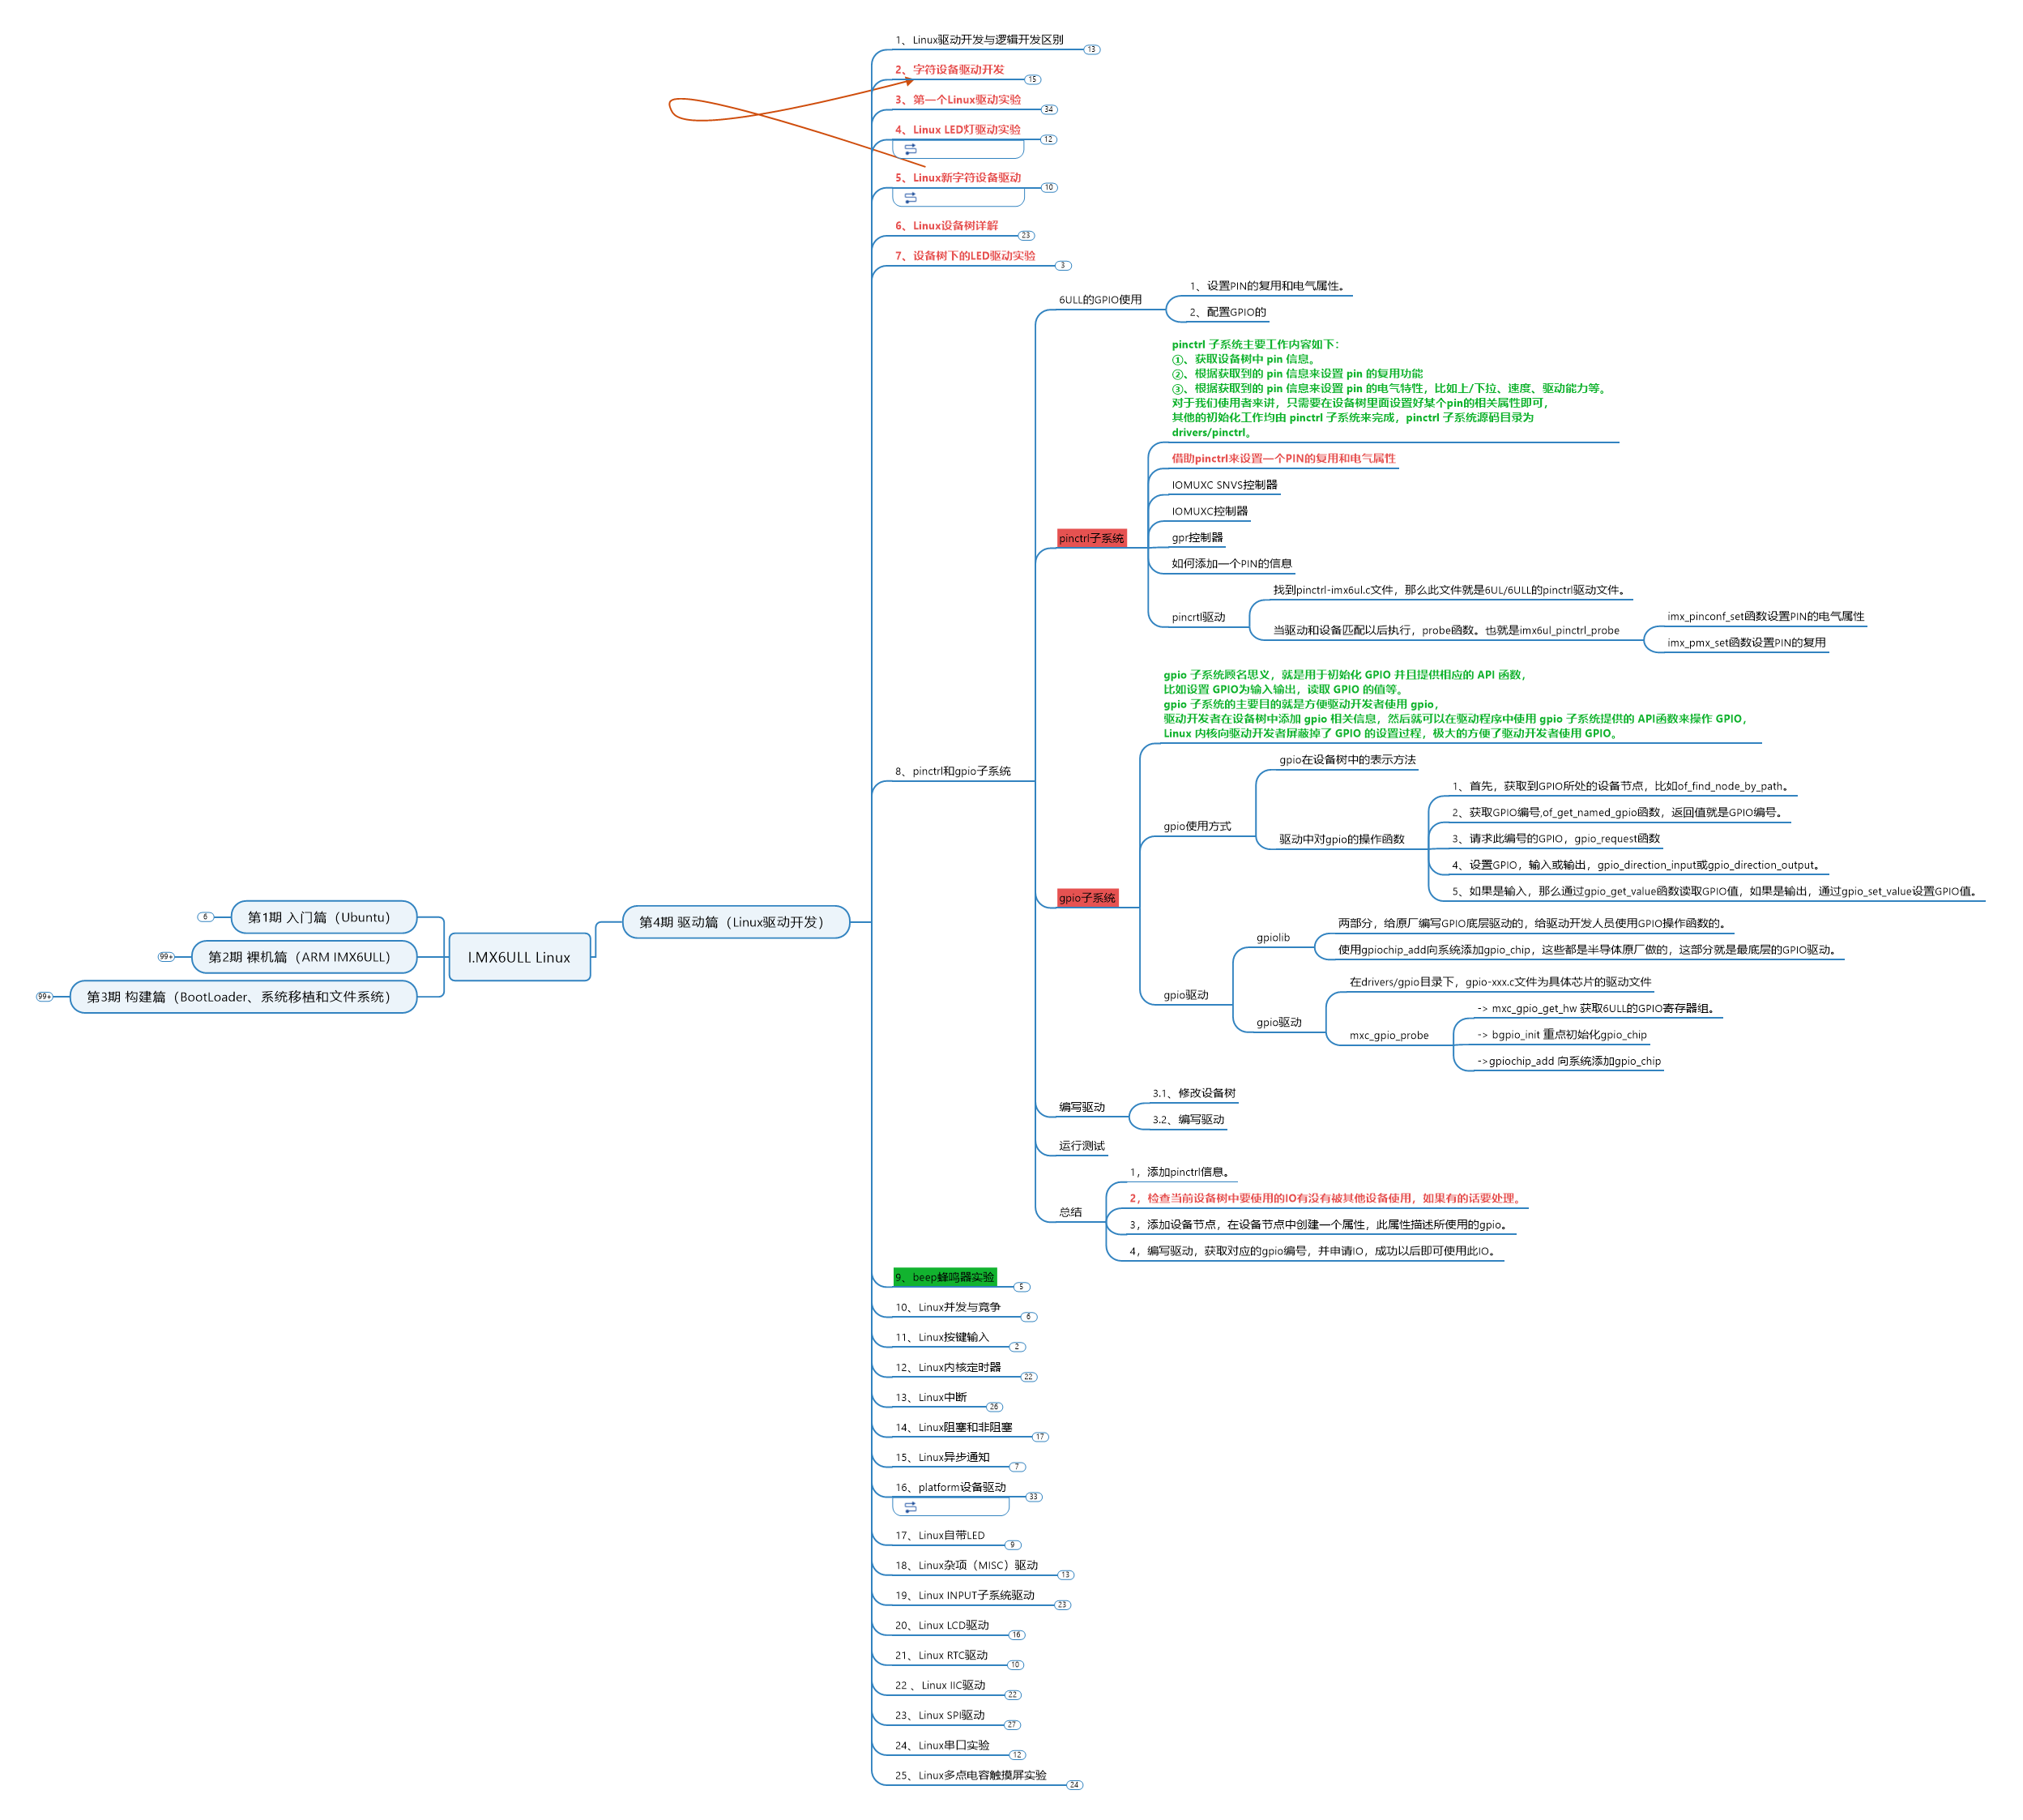 I.MX6ULL Linux
第1期 入门篇（Ubuntu）
6
第2期 裸机篇（ARM IMX6ULL）
99+
第3期 构建篇（BootLoader、系统移植和文件系统）
99+
第4期 驱动篇（Linux驱动开发）
1、Linux驱动开发与逻辑开发区别
13
2、字符设备驱动开发
15
3、第一个Linux驱动实验
34
4、Linux LED灯驱动实验
12
5、Linux新字符设备驱动
10
6、Linux设备树详解
23
7、设备树下的LED驱动实验
3
8、pinctrl和gpio子系统
6ULL的GPIO使用
1、设置PIN的复用和电气属性。
2、配置GPIO的
pinctrl子系统
pinctrl 子系统主要工作内容如下：
①、获取设备树中 pin 信息。
②、根据获取到的 pin 信息来设置 pin 的复用功能
③、根据获取到的 pin 信息来设置 pin 的电气特性，比如上/下拉、速度、驱动能力等。
对于我们使用者来讲，只需要在设备树里面设置好某个pin的相关属性即可，
其他的初始化工作均由 pinctrl 子系统来完成，pinctrl 子系统源码目录为
drivers/pinctrl。
借助pinctrl来设置一个PIN的复用和电气属性
IOMUXC SNVS控制器
IOMUXC控制器
gpr控制器
如何添加一个PIN的信息
pincrtl驱动
找到pinctrl-imx6ul.c文件，那么此文件就是6UL/6ULL的pinctrl驱动文件。
当驱动和设备匹配以后执行，probe函数。也就是imx6ul_pinctrl_probe
imx_pinconf_set函数设置PIN的电气属性
imx_pmx_set函数设置PIN的复用
gpio子系统
gpio 子系统顾名思义，就是用于初始化 GPIO 并且提供相应的 API 函数，
比如设置 GPIO为输入输出，读取 GPIO 的值等。
gpio 子系统的主要目的就是方便驱动开发者使用 gpio，
驱动开发者在设备树中添加 gpio 相关信息，然后就可以在驱动程序中使用 gpio 子系统提供的 API函数来操作 GPIO，
Linux 内核向驱动开发者屏蔽掉了 GPIO 的设置过程，极大的方便了驱动开发者使用 GPIO。
gpio使用方式
gpio在设备树中的表示方法
驱动中对gpio的操作函数
1、首先，获取到GPIO所处的设备节点，比如of_find_node_by_path。
2、获取GPIO编号,of_get_named_gpio函数，返回值就是GPIO编号。
3、请求此编号的GPIO，gpio_request函数
4、设置GPIO，输入或输出，gpio_direction_input或gpio_direction_output。
5、如果是输入，那么通过gpio_get_value函数读取GPIO值，如果是输出，通过gpio_set_value设置GPIO值。
gpio驱动
gpiolib
两部分，给原厂编写GPIO底层驱动的，给驱动开发人员使用GPIO操作函数的。
使用gpiochip_add向系统添加gpio_chip，这些都是半导体原厂做的，这部分就是最底层的GPIO驱动。
gpio驱动
在drivers/gpio目录下，gpio-xxx.c文件为具体芯片的驱动文件
mxc_gpio_probe
-> mxc_gpio_get_hw 获取6ULL的GPIO寄存器组。
-> bgpio_init 重点初始化gpio_chip
->gpiochip_add 向系统添加gpio_chip
编写驱动
3.1、修改设备树
3.2、编写驱动
运行测试
总结
1，添加pinctrl信息。
2，检查当前设备树中要使用的IO有没有被其他设备使用，如果有的话要处理。
3，添加设备节点，在设备节点中创建一个属性，此属性描述所使用的gpio。
4，编写驱动，获取对应的gpio编号，并申请IO，成功以后即可使用此IO。
9、beep蜂鸣器实验
5
10、Linux并发与竞争
6
11、Linux按键输入
2
12、Linux内核定时器
22
13、Linux中断
26
14、Linux阻塞和非阻塞
17
15、Linux异步通知
7
16、platform设备驱动
33
17、Linux自带LED
9
18、Linux杂项（MISC）驱动
13
19、Linux INPUT子系统驱动
23
20、Linux LCD驱动
16
21、Linux RTC驱动
10
22 、Linux IIC驱动
22
23、Linux SPI驱动
27
24、Linux串口实验
12
25、Linux多点电容触摸屏实验
24